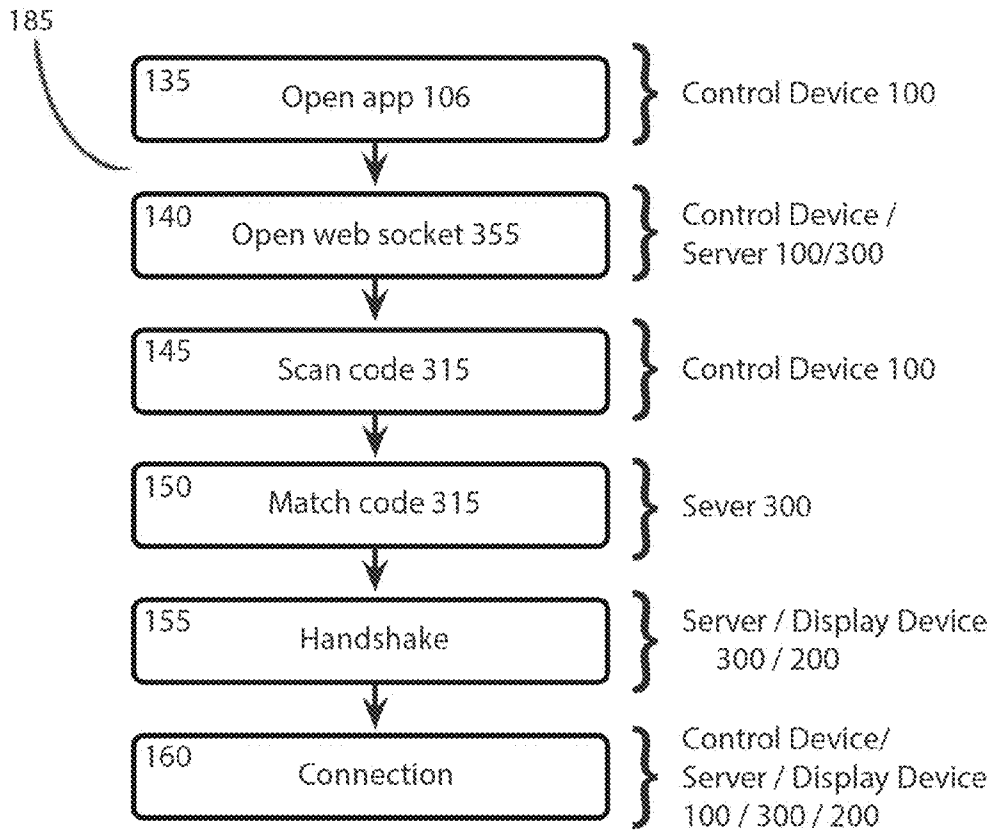 185
135
Open app 106
Control Device 100
140
Open web socket 355
Control Device /
Server 100/300
145
Scan code 315
Control Device 100
150
Match code 315
Sever 300
155
Handshake
Server / Display Device
300 / 200
160
Connection
Control Device/
Server / Display Device
100 / 300 / 200